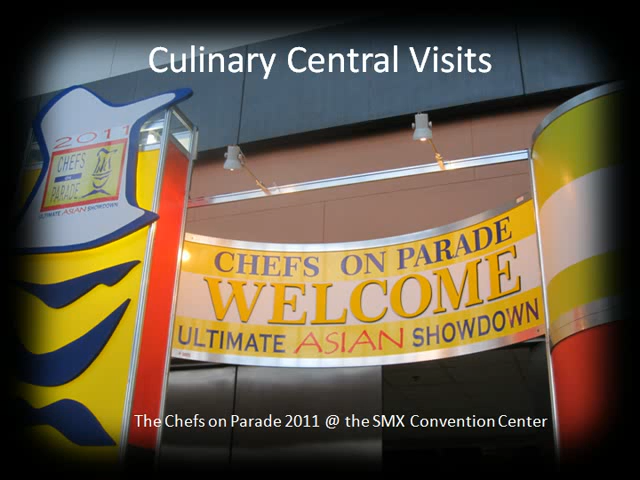 Culinary Central Visits
2011
CHEFS
ON
PARADE
ULTIMATE ASIAN SHOWDOWN
CHEFS ON PARADE
WELCOME
ULTIMATE ASIAN SHOWDOWN
The Chefs on Parade 2011 @ the SMX Convention Center